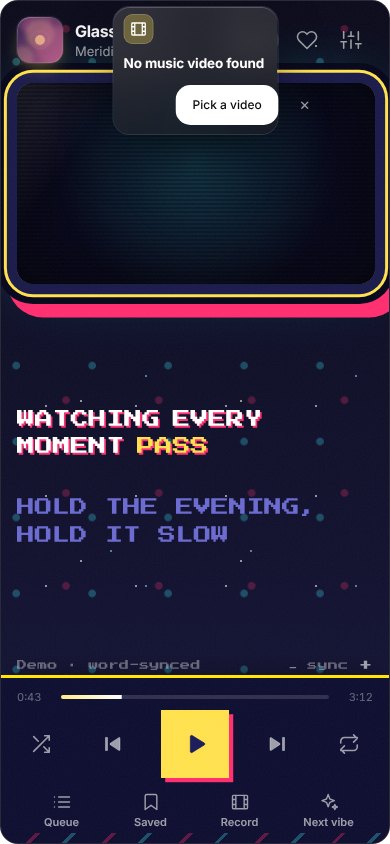 Glass
Meridi
No music video found
Pick a video
WATCHING EVERY
MOMENT PASS
HOLD THE EVENING,
HOLD IT SLOW
Demo · word-synced
– sync +
0:43
3:12
Queue
Saved
Record
Next vibe